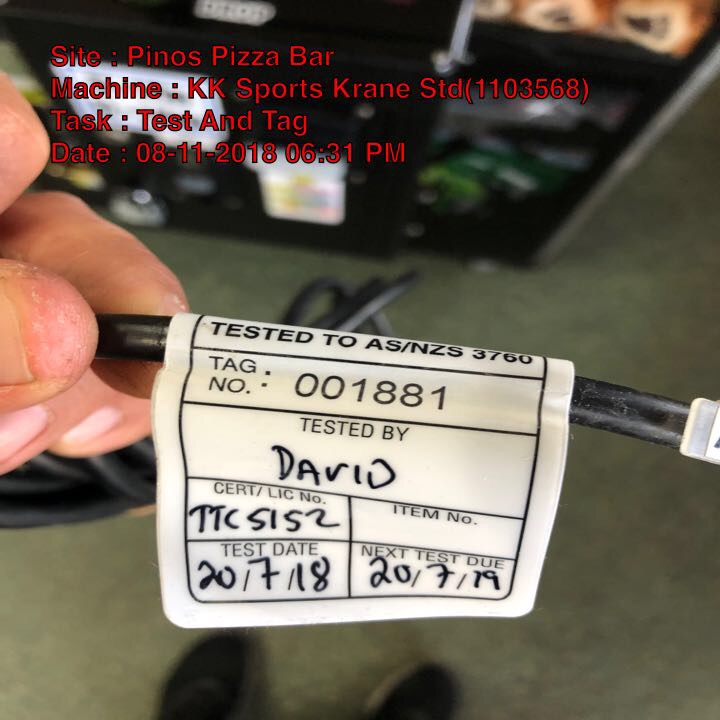 Site : Pinos Pizza Bar
Machine : KK Sports Krane Std(1103568)
Task : Test And Tag
Date : 08-11-2018 06:31 PM
TESTED TO AS/NZS 3760
TAG NO. : 001881
TESTED BY
DAVID
CERT/ LIC No.
TTC5152
ITEM No.
TEST DATE
20/7/18
NEXT TEST DUE
20/7/19